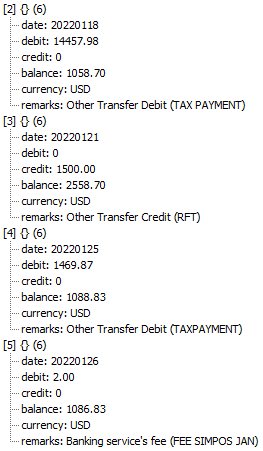 [2] {} (6)
date: 20220118
debit: 14457.98
credit: 0
balance: 1058.70
currency: USD
remarks: Other Transfer Debit (TAX PAYMENT)
[3] {} (6)
date: 20220121
debit: 0
credit: 1500.00
balance: 2558.70
currency: USD
remarks: Other Transfer Credit (RFT)
[4] {} (6)
date: 20220125
debit: 1469.87
credit: 0
balance: 1088.83
currency: USD
remarks: Other Transfer Debit (TAXPAYMENT)
[5] {} (6)
date: 20220126
debit: 2.00
credit: 0
balance: 1086.83
currency: USD
remarks: Banking service's fee (FEE SIMPOS JAN)